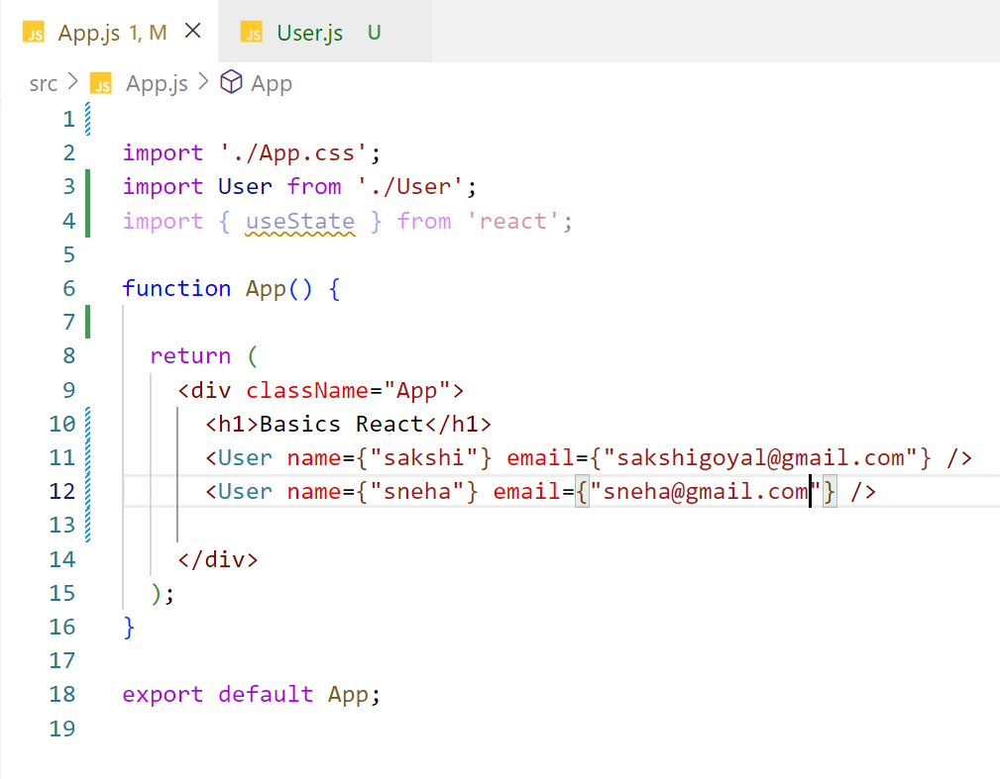 JS App.js 1, M JS User.js U
src > JS App.js > App
1
2 import './App.css';
3 import User from './User';
4 import { useState } from 'react';
5
6 function App() {
7
8 return (
9 <div className="App">
10 <h1>Basics React</h1>
11 <User name={"sakshi"} email={"sakshigoyal@gmail.com"} />
12 <User name={"sneha"} email={"sneha@gmail.com"} />
13
14 </div>
15 );
16 }
17
18 export default App;
19